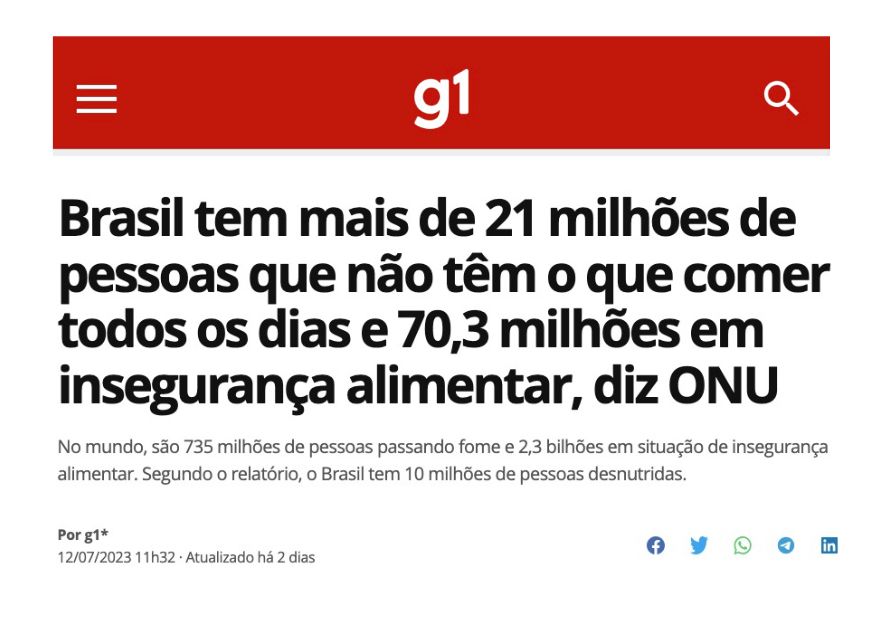 g1
Brasil tem mais de 21 milhões de
pessoas que não têm o que comer
todos os dias e 70,3 milhões em
insegurança alimentar, diz ONU
No mundo, são 735 milhões de pessoas passando fome e 2,3 bilhões em situação de insegurança
alimentar. Segundo o relatório, o Brasil tem 10 milhões de pessoas desnutridas.
Por g1*
12/07/2023 11h32 · Atualizado há 2 dias